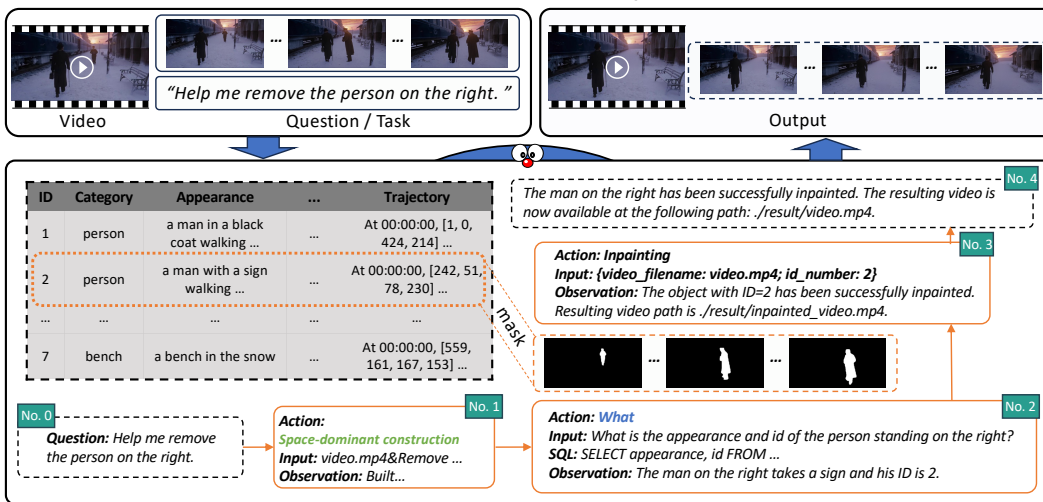 ...
...
“Help me remove the person on the right. ”
Video
Question / Task
...
...
Output
ID Category Appearance ... Trajectory
1 person a man in a black coat walking ... ... At 00:00:00, [1, 0, 424, 214] ...
2 person a man with a sign walking ... ... At 00:00:00, [242, 51, 78, 230] ...
... ... ... ... ...
7 bench a bench in the snow ... At 00:00:00, [559, 161, 167, 153] ...
mask
...
...
No. 0
Question: Help me remove
the person on the right.
No. 1
Action:
Space-dominant construction
Input: video.mp4&Remove ...
Observation: Built...
No. 2
Action: What
Input: What is the appearance and id of the person standing on the right?
SQL: SELECT appearance, id FROM ...
Observation: The man on the right takes a sign and his ID is 2.
No. 3
Action: Inpainting
Input: {video_filename: video.mp4; id_number: 2}
Observation: The object with ID=2 has been successfully inpainted.
Resulting video path is ./result/inpainted_video.mp4.
No. 4
The man on the right has been successfully inpainted. The resulting video is
now available at the following path: ./result/video.mp4.